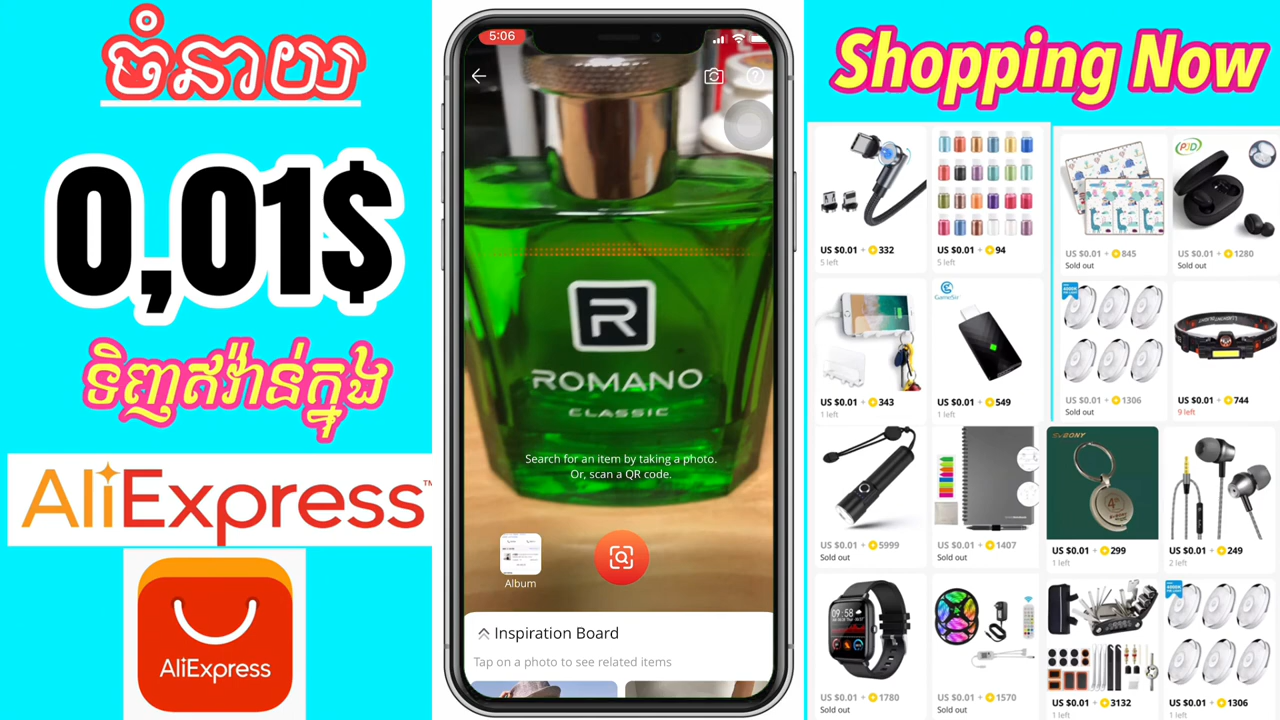 ចំនាយ
0,01$
ទិញឥវ៉ាន់ក្នុង
AliExpress™
AliExpress
5:06
R
ROMANO
CLASSIC
Search for an item by taking a photo.
Or, scan a QR code.
Album
Inspiration Board
Tap on a photo to see related items
Shopping Now
US $0.01 + 332
5 left
US $0.01 + 94
5 left
US $0.01 + 845
Sold out
US $0.01 + 1280
Sold out
US $0.01 + 343
1 left
GameSir
US $0.01 + 549
1 left
US $0.01 + 1306
Sold out
US $0.01 + 744
9 left
US $0.01 + 5999
Sold out
US $0.01 + 1407
Sold out
US $0.01 + 299
1 left
US $0.01 + 249
2 left
09:58
US $0.01 + 1780
Sold out
US $0.01 + 1570
Sold out
US $0.01 + 3132
1 left
US $0.01 + 1306
1 left